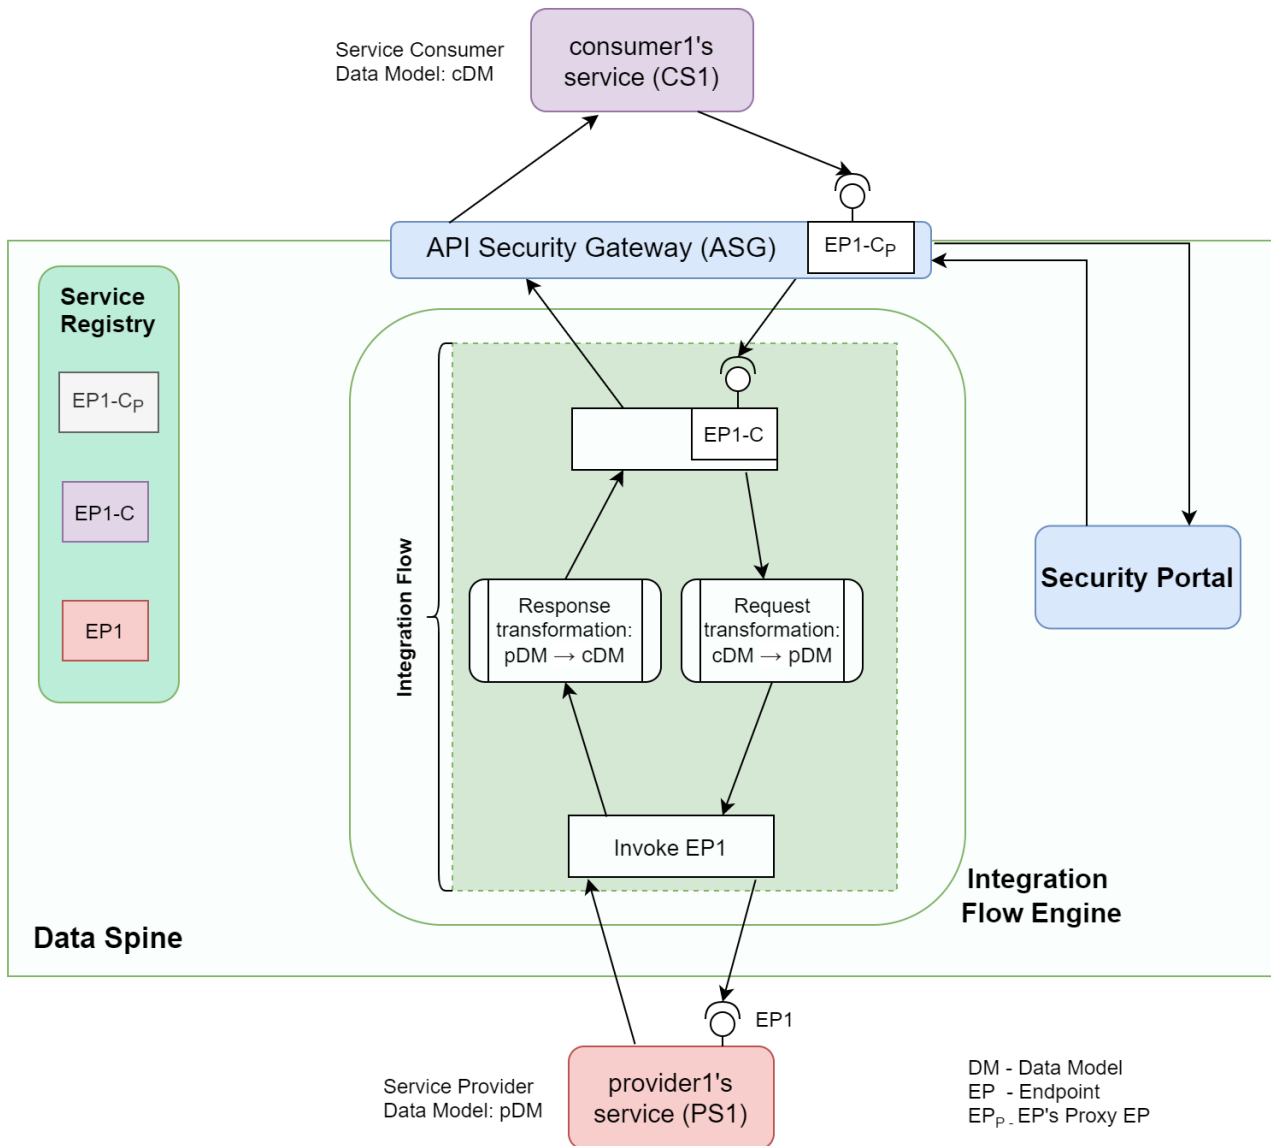 Service Consumer
Data Model: cDM
consumer1's
service (CS1)
API Security Gateway (ASG)
EP1-CP
Service
Registry
EP1-CP
EP1-C
EP1
Integration Flow
EP1-C
Response
transformation:
pDM → cDM
Request
transformation:
cDM → pDM
Security Portal
Invoke EP1
Integration
Flow Engine
Data Spine
EP1
Service Provider
Data Model: pDM
provider1's
service (PS1)
DM - Data Model
EP - Endpoint
EPP - EP's Proxy EP